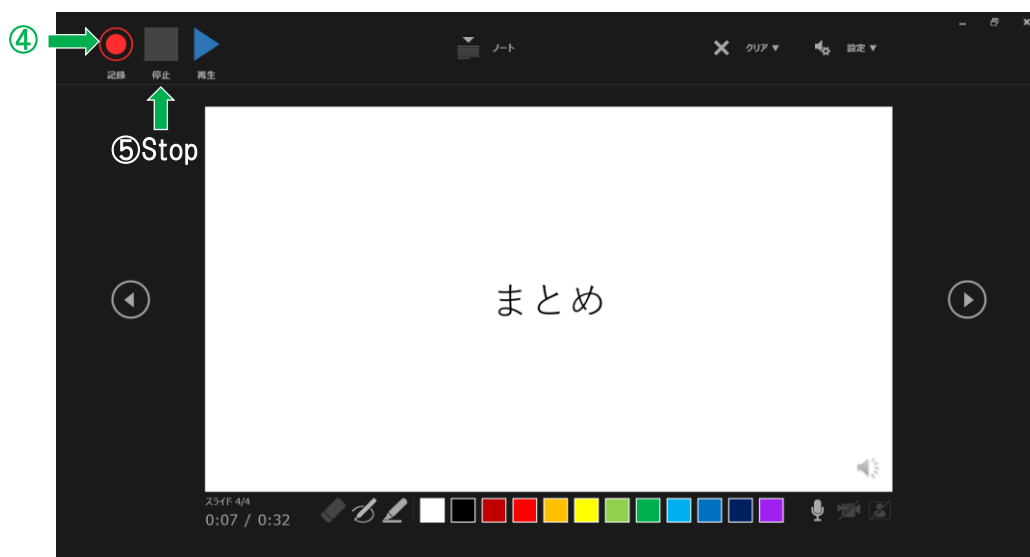 ④
記録 停止 再生
ノート
クリア
設定
⑤Stop
まとめ
スライド 4/4
0:07 / 0:32